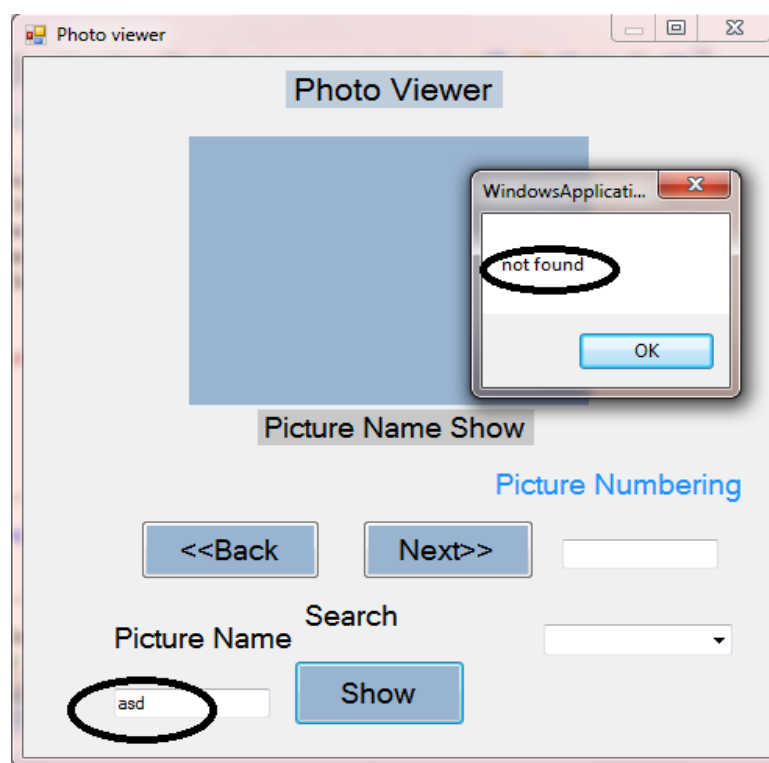 Photo viewer
Photo Viewer
WindowsApplicati...
not found
OK
Picture Name Show
Picture Numbering
<<Back
Next>>
Search
Picture Name
asd
Show